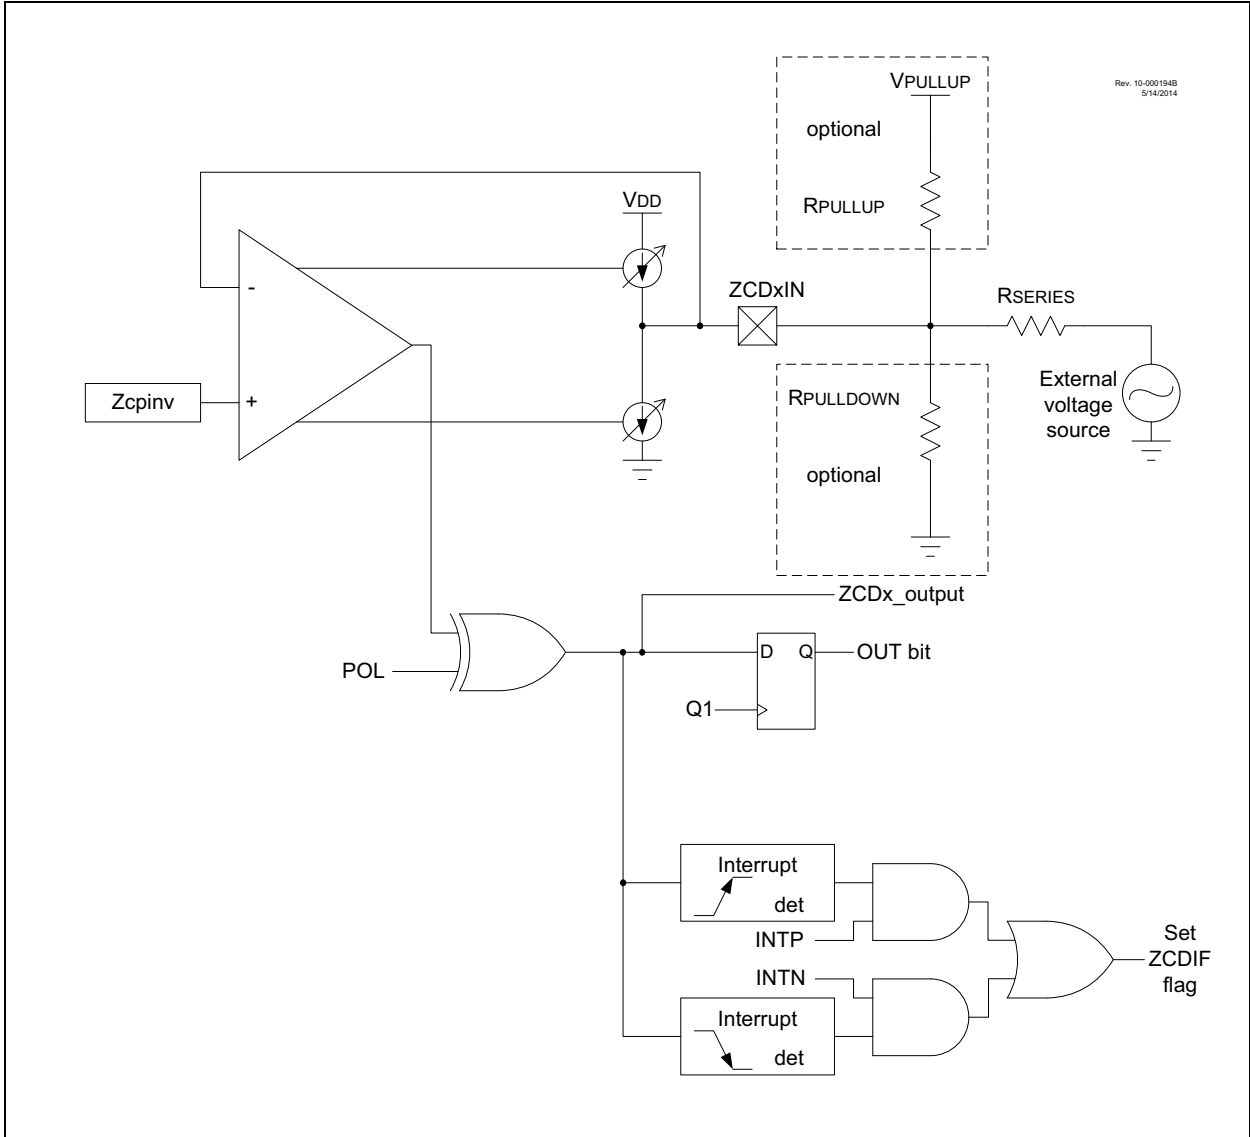 VPULLUP
Rev. 10-000194B
5/14/2014
optional
RPULLUP
VDD
-
ZCDxIN
RSERIES
Zcpinv
+
RPULLDOWN
External
voltage
source
optional
ZCDx_output
D
Q
OUT bit
POL
Q1
Interrupt
det
INTP
INTN
Interrupt
det
Set
ZCDIF
flag